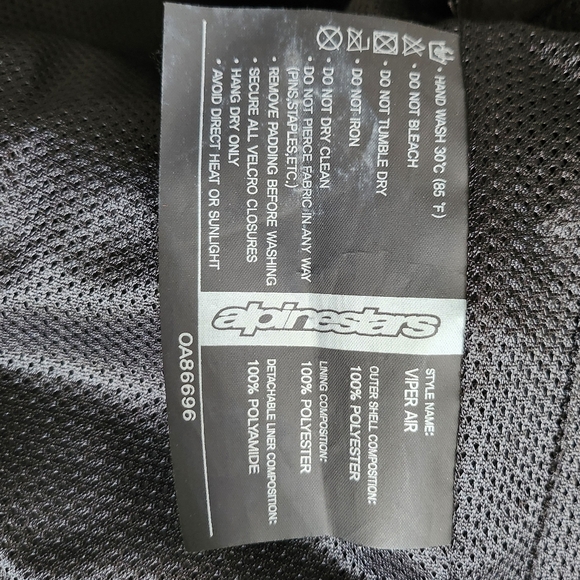 • HAND WASH 30°C (85 °F)
• DO NOT BLEACH
• DO NOT TUMBLE DRY
• DO NOT IRON
• DO NOT DRY CLEAN
• DO NOT PIERCE FABRIC IN ANY WAY
(PINS,STAPLES,ETC.)
• REMOVE PADDING BEFORE WASHING
• SECURE ALL VELCRO CLOSURES
• HANG DRY ONLY
• AVOID DIRECT HEAT OR SUNLIGHT
alpinestars
STYLE NAME:
VIPER AIR
OUTER SHELL COMPOSITION:
100% POLYESTER
LINING COMPOSITION:
100% POLYESTER
DETACHABLE LINER COMPOSITION:
100% POLYAMIDE
OA86696